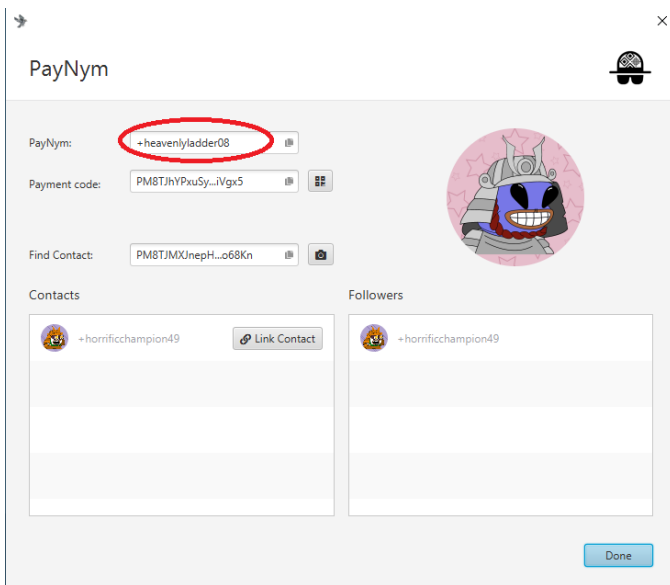 PayNym
PayNym: +heavenlyladder08
Payment code: PM8TJhYPxuSy...iVgx5
Find Contact: PM8TJMXJnepH...o68Kn
Contacts
Followers
+horrificchampion49 Link Contact
+horrificchampion49
Done